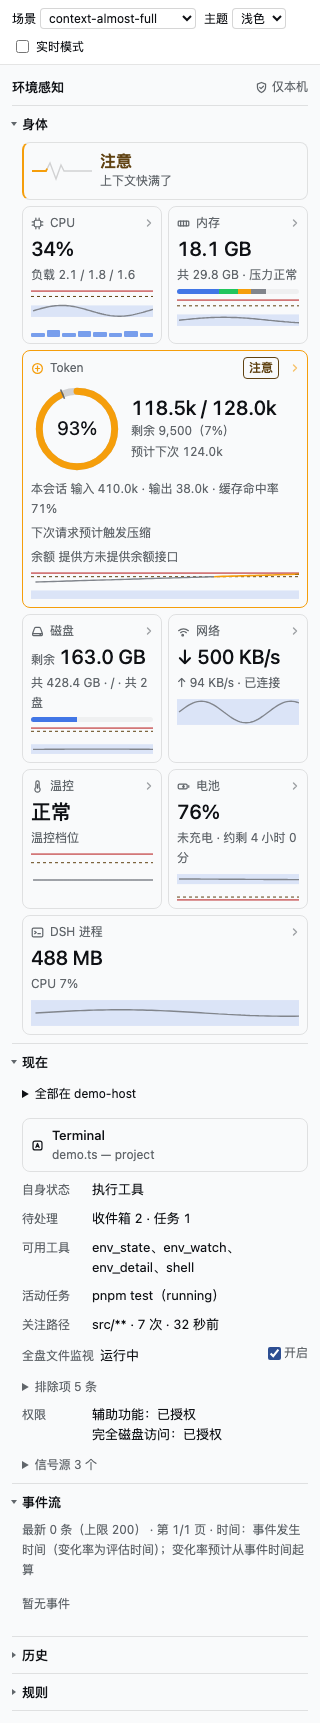 场景 context-almost-full 主题 浅色
实时模式
环境感知 仅本机
身体
注意
上下文快满了
CPU
34%
负载 2.1 / 1.8 / 1.6
内存
18.1 GB
共 29.8 GB · 压力正常
Token 注意
93%
118.5k / 128.0k
剩余 9,500（7%）
预计下次 124.0k
本会话 输入 410.0k · 输出 38.0k · 缓存命中率
71%
下次请求预计触发压缩
余额 提供方未提供余额接口
磁盘
剩余 163.0 GB
共 428.4 GB · / · 共 2
盘
网络
↓ 500 KB/s
↑ 94 KB/s · 已连接
温控
正常
温控档位
电池
76%
未充电 · 约剩 4 小时 0
分
DSH 进程
488 MB
CPU 7%
现在
全部在 demo-host
Terminal
demo.ts — project
自身状态 执行工具
待处理 收件箱 2 · 任务 1
可用工具 env_state、env_watch、
env_detail、shell
活动任务 pnpm test（running）
关注路径 src/** · 7 次 · 32 秒前
全盘文件监视 运行中 开启
排除项 5 条
权限 辅助功能：已授权
完全磁盘访问：已授权
信号源 3 个
事件流
最新 0 条（上限 200） · 第 1/1 页 · 时间：事件发生
时间（变化率为评估时间）；变化率预计从事件时间起
算
暂无事件
历史
规则